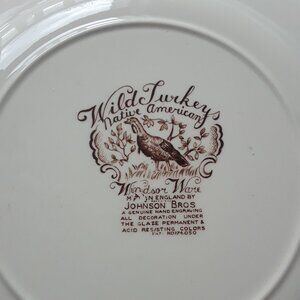 Wild Turkeys
Native American
Windsor Ware
IN ENGLAND BY
JOHNSON BROS
A GENUINE HAND ENGRAVING
ALL DECORATION UNDER
THE GLAZE PERMANENT &
ACID RESISTING COLORS